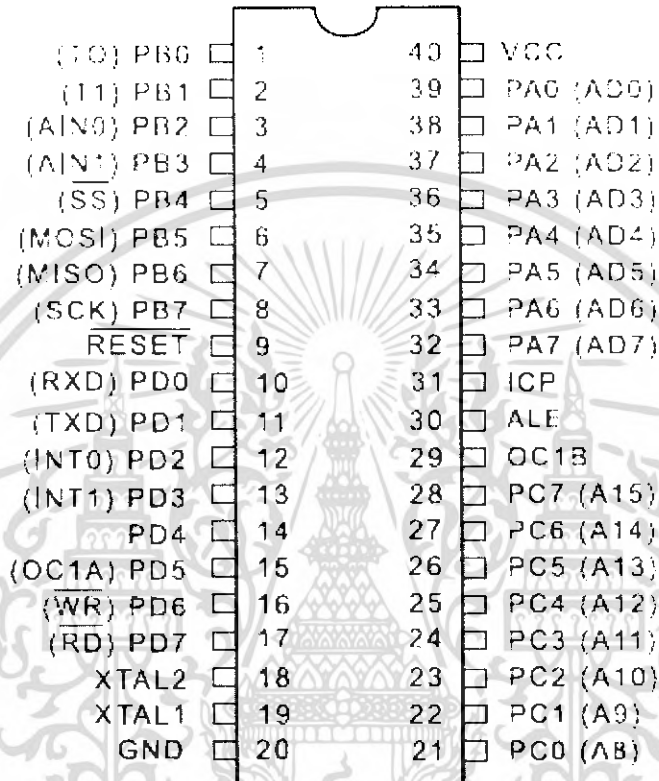 (T0) PB0 1 40 VCC
(T1) PB1 2 39 PA0 (AD0)
(AIN0) PB2 3 38 PA1 (AD1)
(AIN1) PB3 4 37 PA2 (AD2)
(SS) PB4 5 36 PA3 (AD3)
(MOSI) PB5 6 35 PA4 (AD4)
(MISO) PB6 7 34 PA5 (AD5)
(SCK) PB7 8 33 PA6 (AD6)
RESET 9 32 PA7 (AD7)
(RXD) PD0 10 31 ICP
(TXD) PD1 11 30 ALE
(INT0) PD2 12 29 OC1B
(INT1) PD3 13 28 PC7 (A15)
PD4 14 27 PC6 (A14)
(OC1A) PD5 15 26 PC5 (A13)
(WR) PD6 16 25 PC4 (A12)
(RD) PD7 17 24 PC3 (A11)
XTAL2 18 23 PC2 (A10)
XTAL1 19 22 PC1 (A9)
GND 20 21 PC0 (A8)